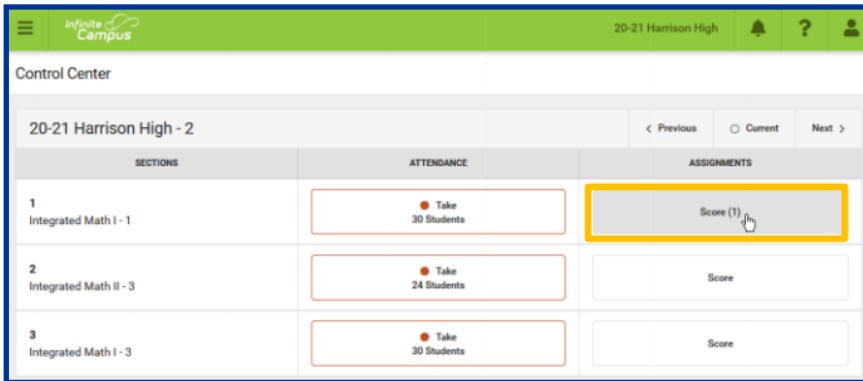 Infinite
Campus
20-21 Harrison High
?
Control Center
20-21 Harrison High - 2
< Previous
Current
Next >
SECTIONS
ATTENDANCE
ASSIGNMENTS
1
Integrated Math I - 1
Take
30 Students
Score (1)
2
Integrated Math II - 3
Take
24 Students
Score
3
Integrated Math I - 3
Take
30 Students
Score